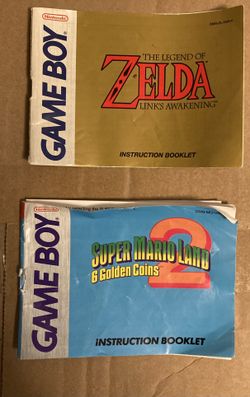 Nintendo
GAME BOY
THE LEGEND OF
ZELDA
LINK'S AWAKENING
INSTRUCTION BOOKLET
Nintendo
GAME BOY
SUPER MARIO LAND 2
6 Golden Coins
INSTRUCTION BOOKLET